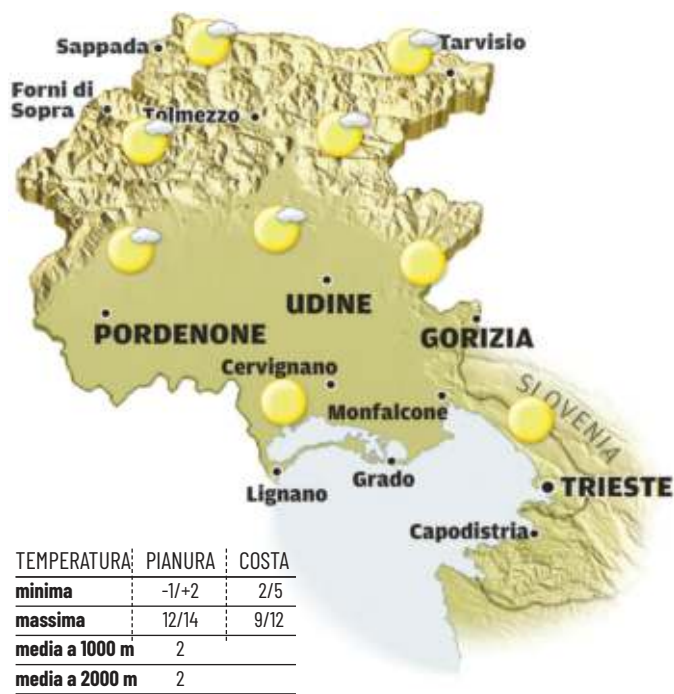 Sappada
Tarvisio
Forni di
Sopra
Tolmezzo
UDINE
PORDENONE
GORIZIA
Cervignano
SLOVENIA
Monfalcone
Grado
Lignano
TRIESTE
Capodistria
TEMPERATURA PIANURA COSTA
minima -1/+2 2/5
massima 12/14 9/12
media a 1000 m 2
media a 2000 m 2